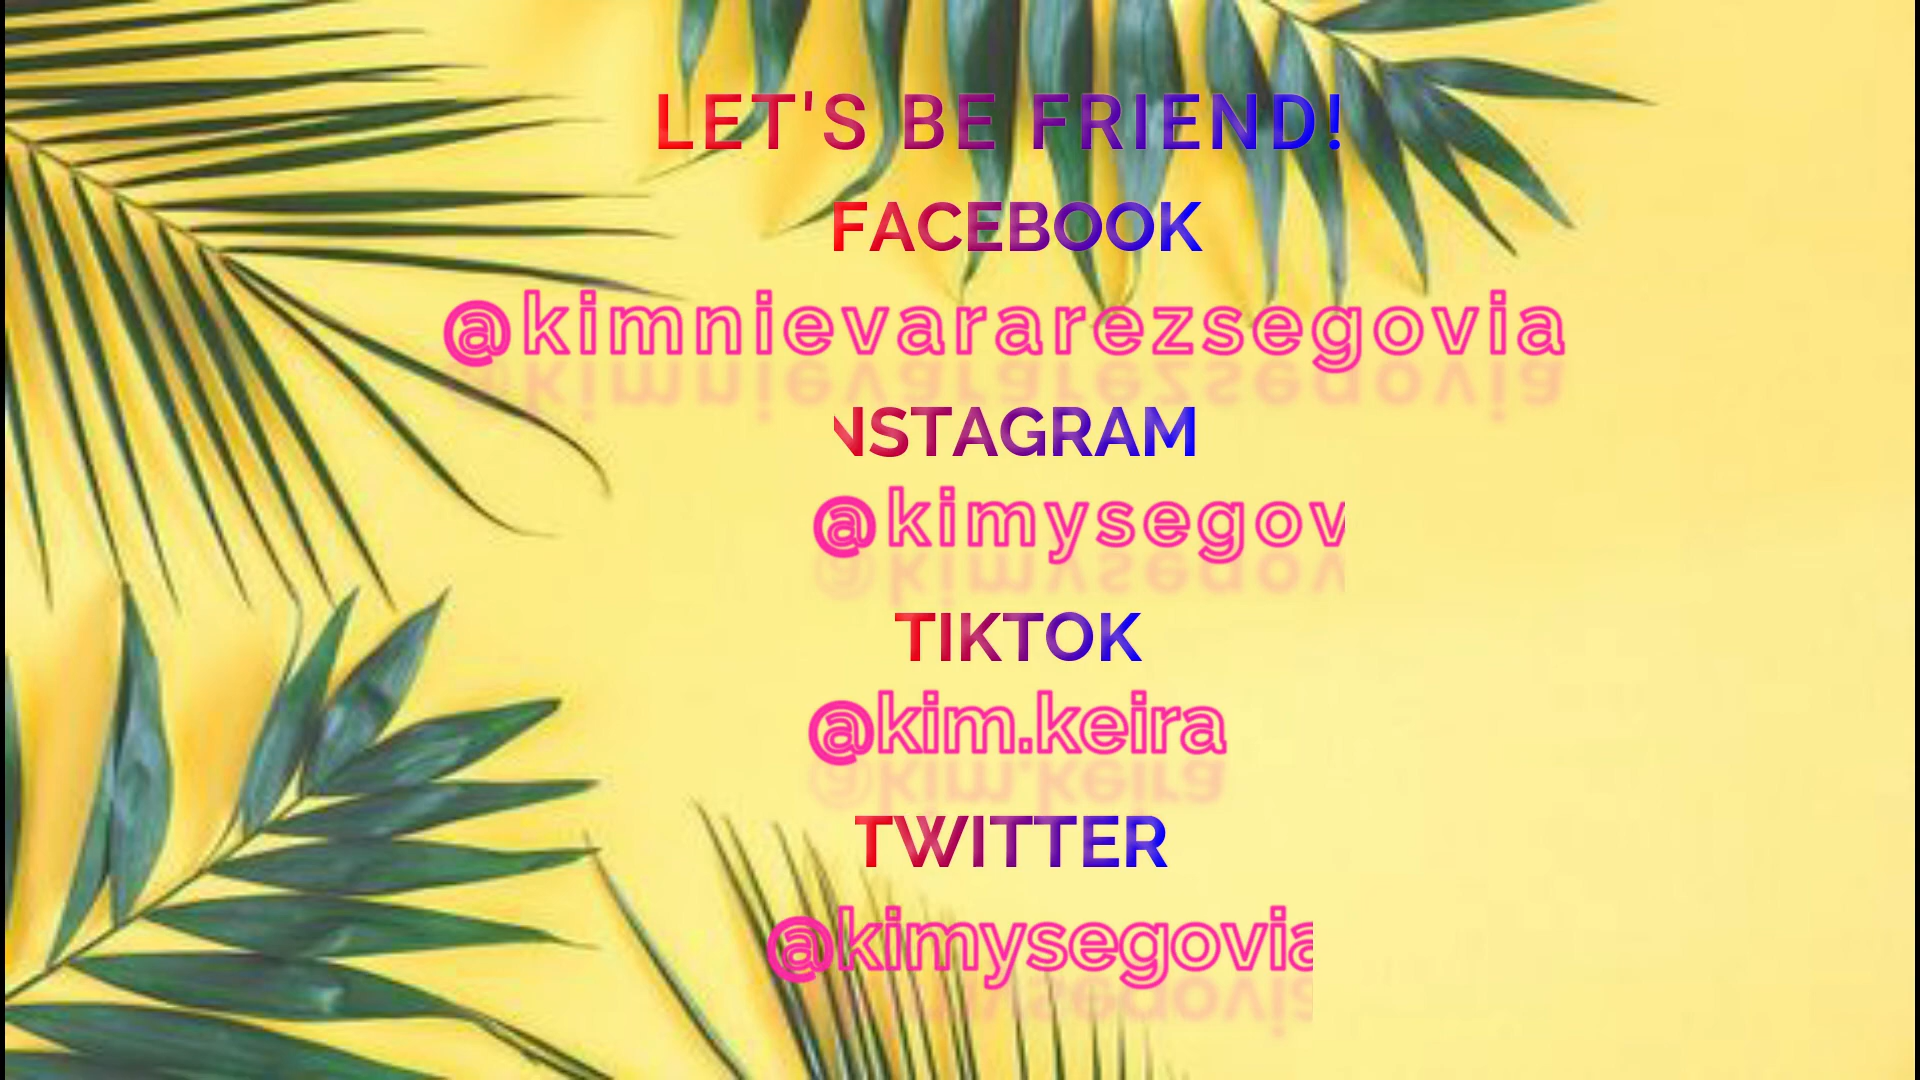 LET'S BE FRIEND!
FACEBOOK
@kimnievararezsegovia
NSTAGRAM
@kimysegov
TIKTOK
@kim.keira
TWITTER
@kimysegovia